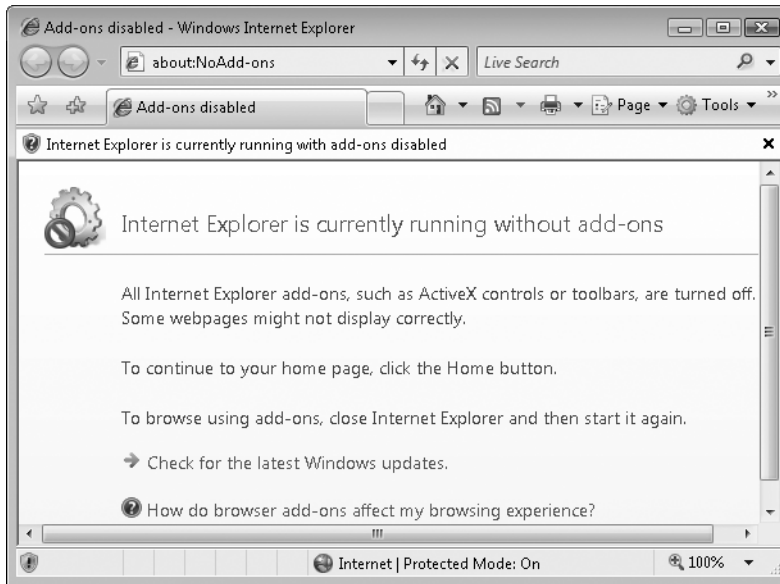 Add-ons disabled - Windows Internet Explorer
about:NoAdd-ons Live Search
Add-ons disabled Page Tools »
Internet Explorer is currently running with add-ons disabled
Internet Explorer is currently running without add-ons
All Internet Explorer add-ons, such as ActiveX controls or toolbars, are turned off.
Some webpages might not display correctly.
To continue to your home page, click the Home button.
To browse using add-ons, close Internet Explorer and then start it again.
Check for the latest Windows updates.
How do browser add-ons affect my browsing experience?
Internet | Protected Mode: On 100%